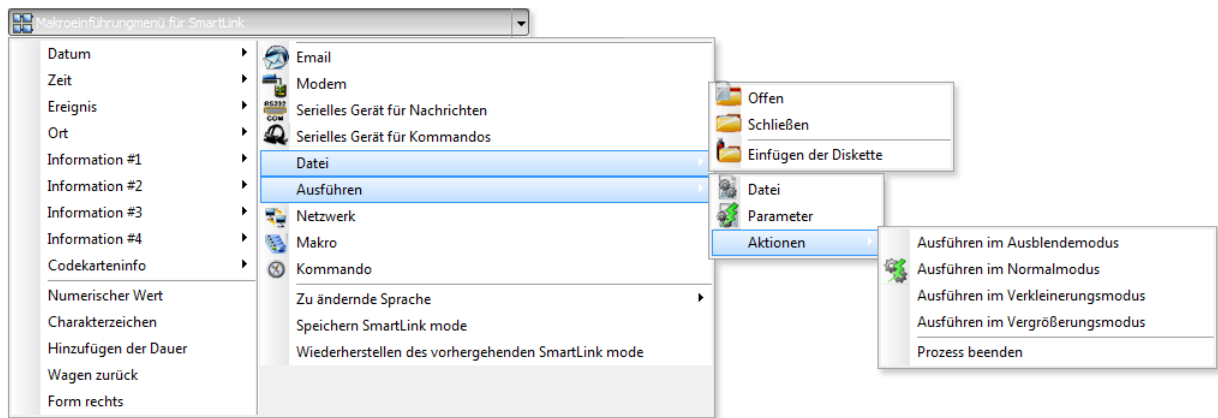 Makroeinführungmenü für SmartLink
Datum
Zeit
Ereignis
Ort
Information #1
Information #2
Information #3
Information #4
Codekarteninfo
Numerischer Wert
Charakterzeichen
Hinzufügen der Dauer
Wagen zurück
Form rechts
Email
Modem
RS232
COM
Serielles Gerät für Nachrichten
Serielles Gerät für Kommandos
Datei
Ausführen
Netzwerk
Makro
Kommando
Zu ändernde Sprache
Speichern SmartLink mode
Wiederherstellen des vorhergehenden SmartLink mode
Offen
Schließen
Einfügen der Diskette
Datei
Parameter
Aktionen
Ausführen im Ausblendemodus
Ausführen im Normalmodus
Ausführen im Verkleinerungsmodus
Ausführen im Vergrößerungsmodus
Prozess beenden